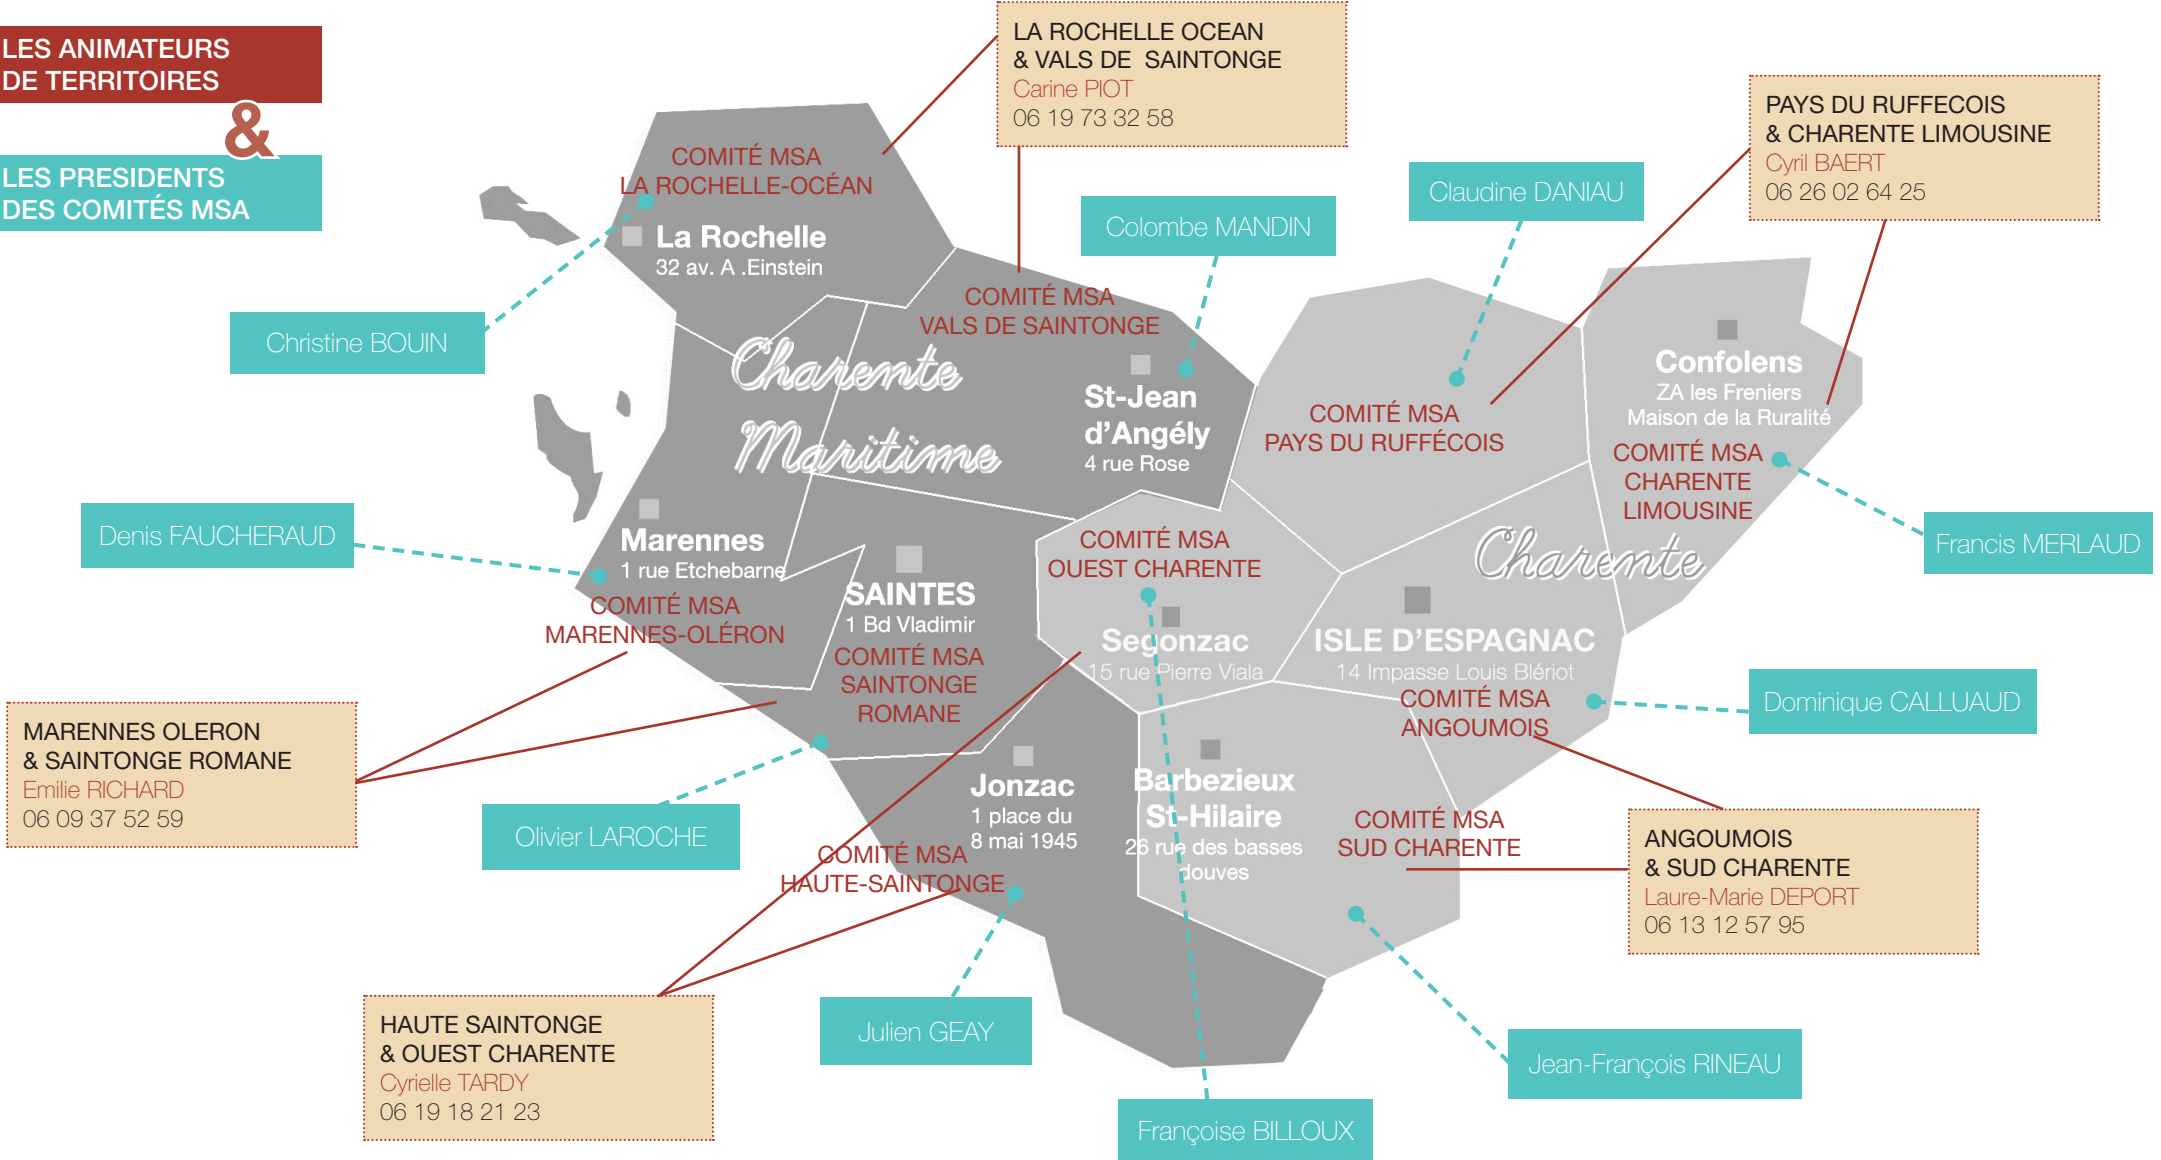 LES ANIMATEURS
DE TERRITOIRES
&
LES PRESIDENTS
DES COMITÉS MSA
LA ROCHELLE OCEAN
& VALS DE SAINTONGE
Carine PIOT
06 19 73 32 58
PAYS DU RUFFECOIS
& CHARENTE LIMOUSINE
Cyril BAERT
06 26 02 64 25
COMITÉ MSA
LA ROCHELLE-OCÉAN
La Rochelle
32 av. A .Einstein
Christine BOUIN
Colombe MANDIN
Claudine DANIAU
COMITÉ MSA
VALS DE SAINTONGE
St-Jean
d'Angély
4 rue Rose
Charente
Maritime
COMITÉ MSA
PAYS DU RUFFÉCOIS
Confolens
ZA les Freniers
Maison de la Ruralité
COMITÉ MSA
CHARENTE
LIMOUSINE
Francis MERLAUD
Denis FAUCHERAUD
Marennes
1 rue Etchebarne
COMITÉ MSA
MARENNES-OLÉRON
SAINTES
1 Bd Vladimir
COMITÉ MSA
SAINTONGE
ROMANE
COMITÉ MSA
OUEST CHARENTE
Segonzac
15 rue Pierre Viala
Charente
ISLE D'ESPAGNAC
14 Impasse Louis Blériot
COMITÉ MSA
ANGOUMOIS
Dominique CALLUAUD
MARENNES OLERON
& SAINTONGE ROMANE
Emilie RICHARD
06 09 37 52 59
Olivier LAROCHE
Jonzac
1 place du
8 mai 1945
COMITÉ MSA
HAUTE-SAINTONGE
Barbezieux
St-Hilaire
26 rue des basses
douves
COMITÉ MSA
SUD CHARENTE
ANGOUMOIS
& SUD CHARENTE
Laure-Marie DEPORT
06 13 12 57 95
HAUTE SAINTONGE
& OUEST CHARENTE
Cyrielle TARDY
06 19 18 21 23
Julien GEAY
Jean-François RINEAU
Françoise BILLOUX